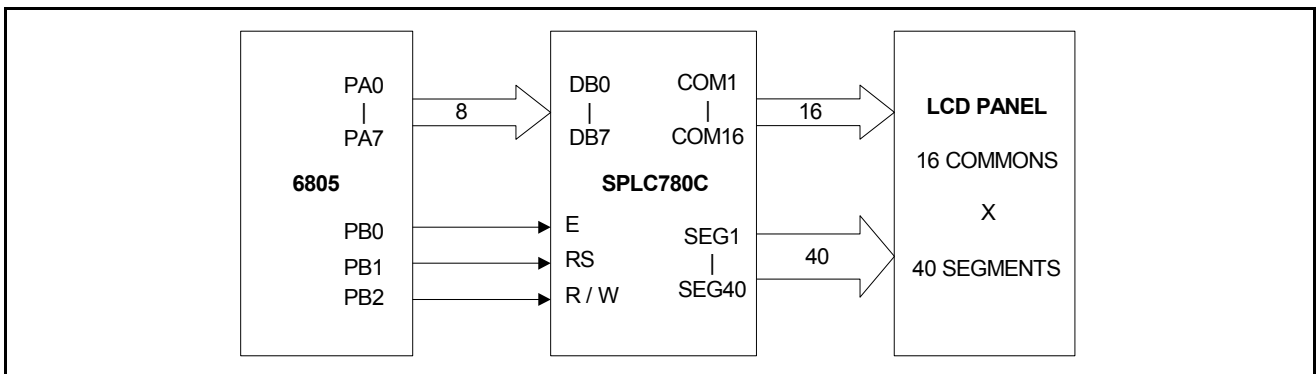 PA0
|
PA7
8
6805
PB0
PB1
PB2
DB0
|
DB7
COM1
|
COM16
SPLC780C
E
RS
R / W
SEG1
|
SEG40
16
40
LCD PANEL
16 COMMONS
X
40 SEGMENTS